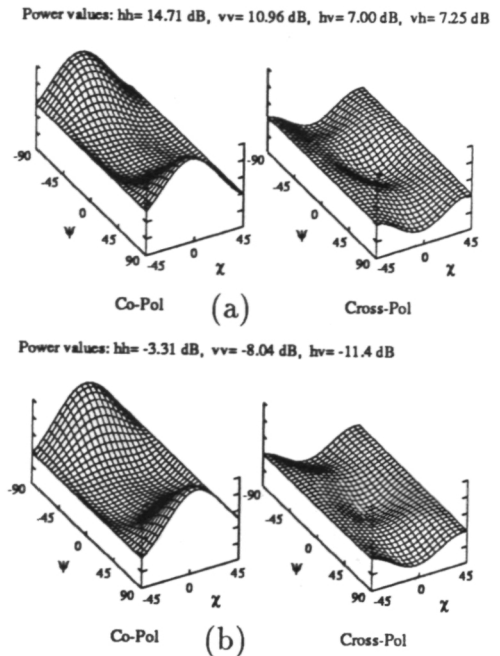 Power values: hh= 14.71 dB, vv= 10.96 dB, hv= 7.00 dB, vh= 7.25 dB
-90
-45
0
45
90
Ψ
-45
0
45
χ
-90
-45
0
45
90
Ψ
-45
0
45
χ
Co-Pol
(a)
Cross-Pol
Power values: hh= -3.31 dB, vv= -8.04 dB, hv= -11.4 dB
-90
-45
0
45
90
Ψ
-45
0
45
χ
-90
-45
0
45
90
Ψ
-45
0
45
χ
Co-Pol
(b)
Cross-Pol